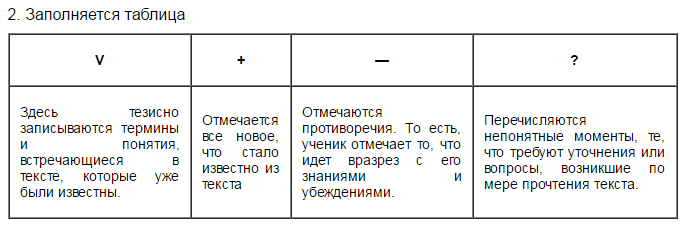 2. Заполняется таблица
V
+
—
?
Здесь тезисно
записываются термины
и понятия,
встречающиеся в
тексте, которые уже
были известны.
Отмечается
все новое,
что стало
известно из
текста
Отмечаются
противоречия. То есть,
ученик отмечает то, что
идет вразрез с его
знаниями и
убеждениями.
Перечисляются
непонятные моменты, те,
что требуют уточнения или
вопросы, возникшие по
мере прочтения текста.